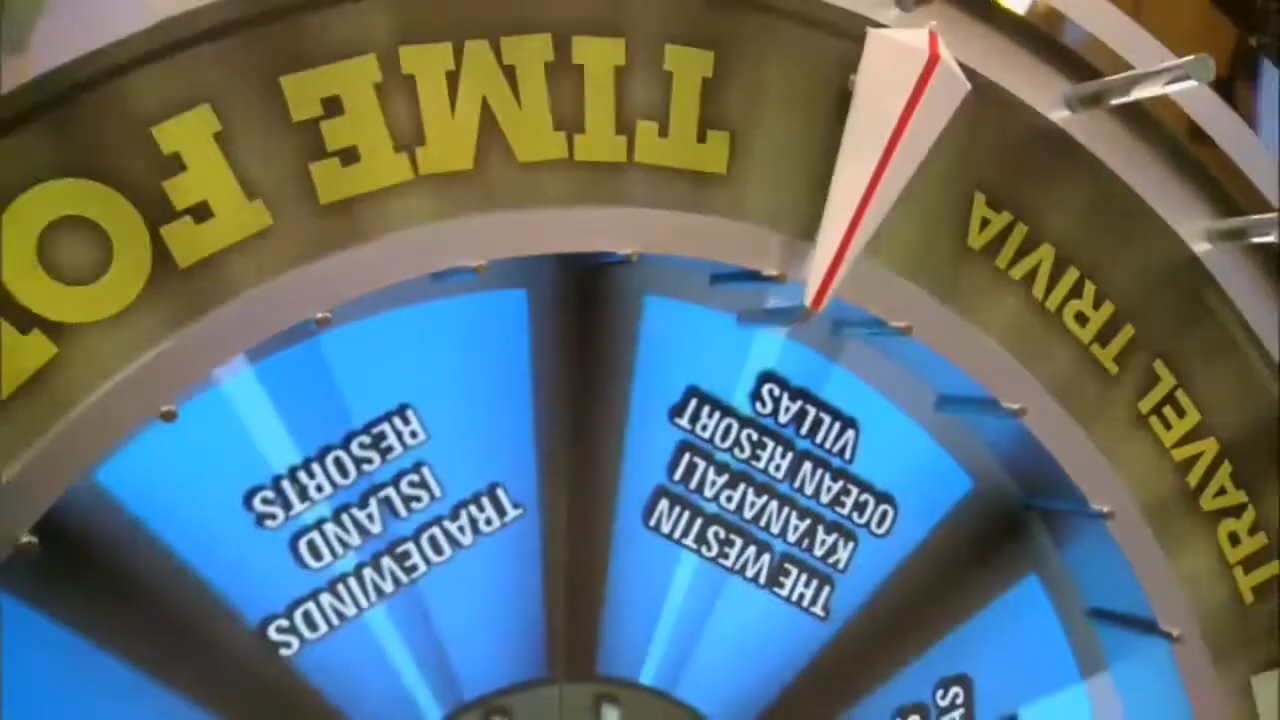 TIME FO
TRAVEL TRIVIA
TRADEWINDS
ISLAND
RESORTS
THE WESTIN
KA'ANAPALI
OCEAN RESORT
VILLAS